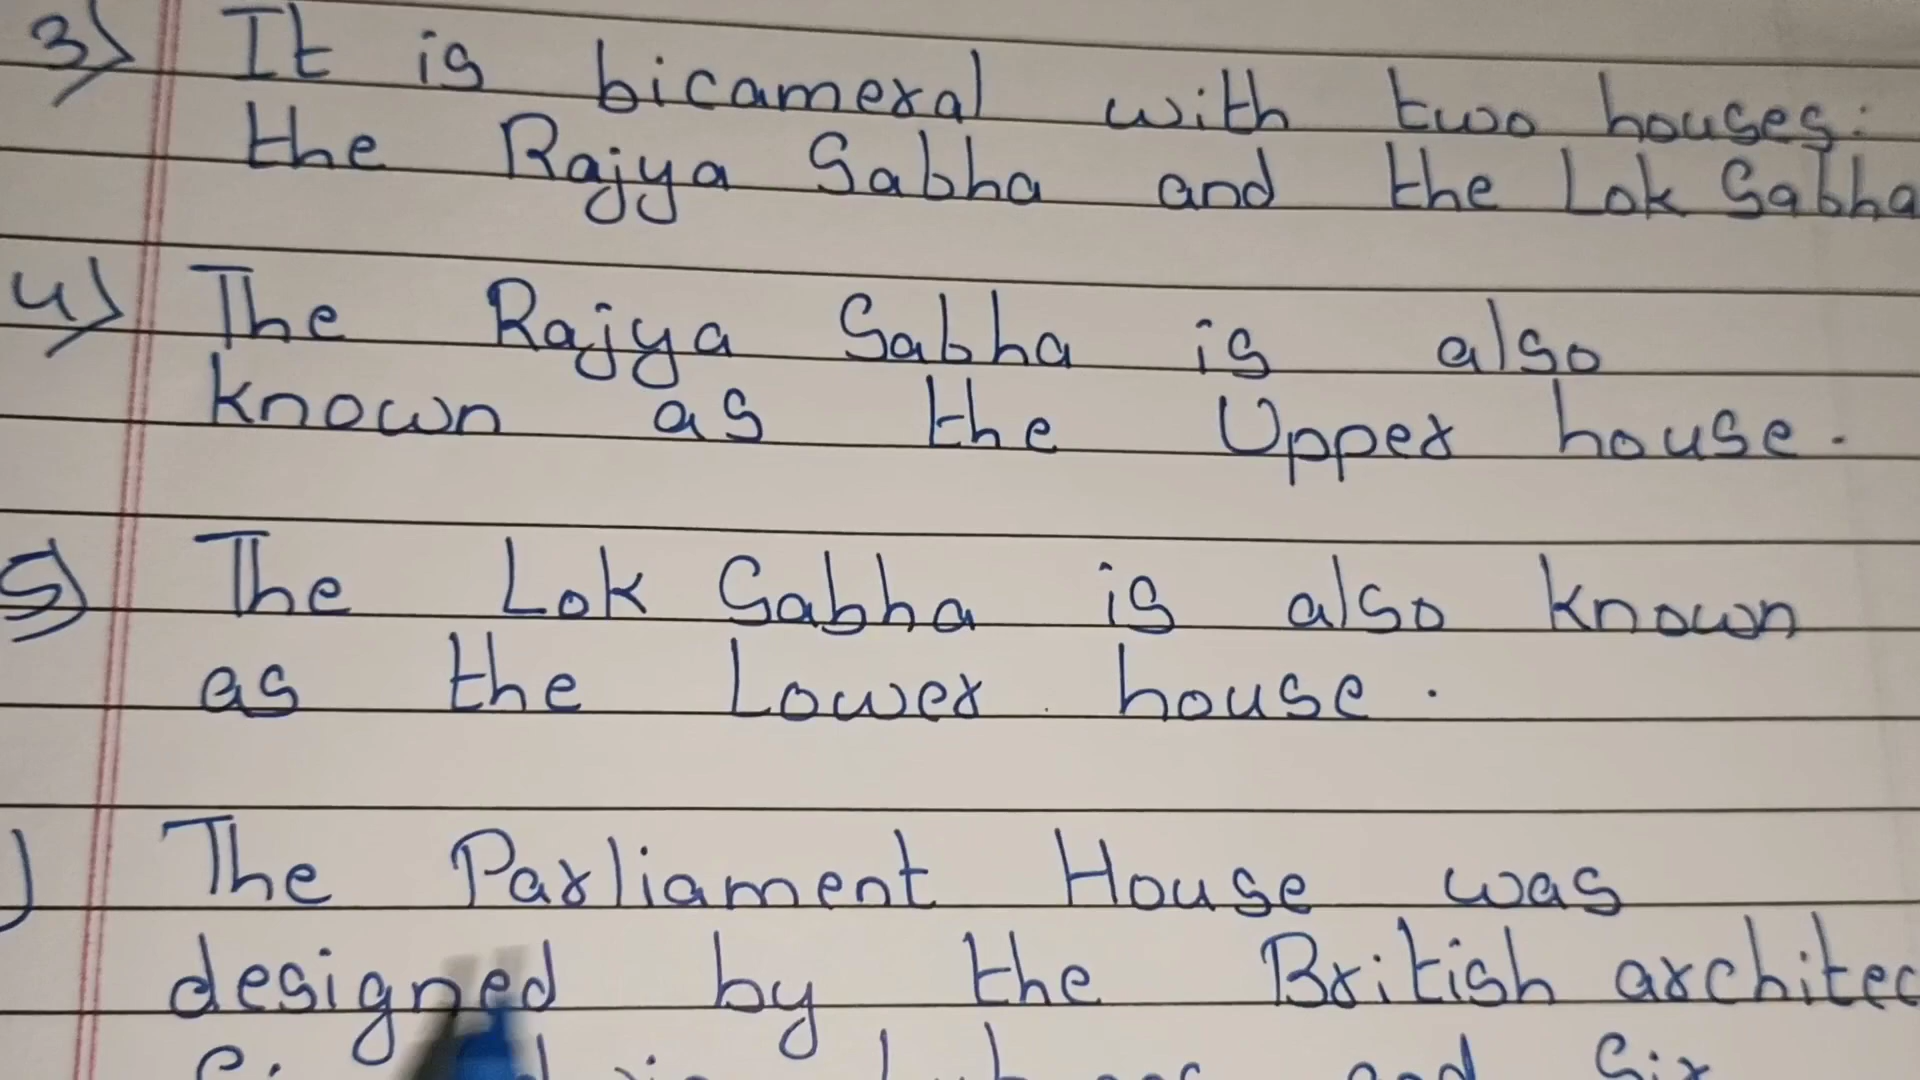 3) It is bicameral with two houses:
the Rajya Sabha and the Lok Sabha
4) The Rajya Sabha is also
known as the Upper house.
5) The Lok Sabha is also known
as the Lower house.
) The Parliament House was
designed by the British architec
and Sir